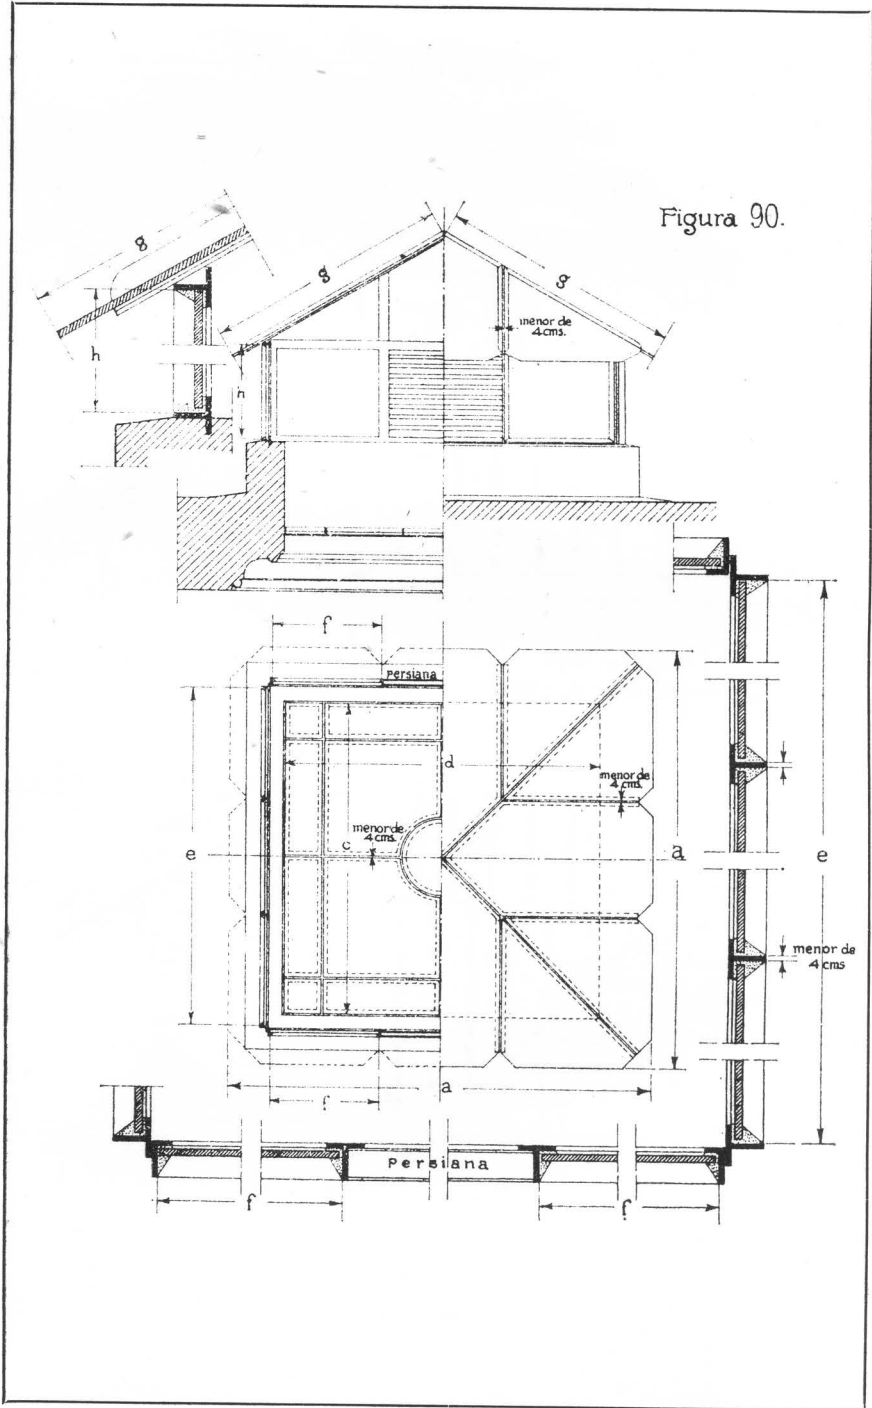 Figura 90.
g
g
g
menor de
4 cms.
h
h
f
Persiana
d
menor de
4 cms.
menor de
4 cms.
c
e
a
e
menor de
4 cms
a
f
Persiana
f
f